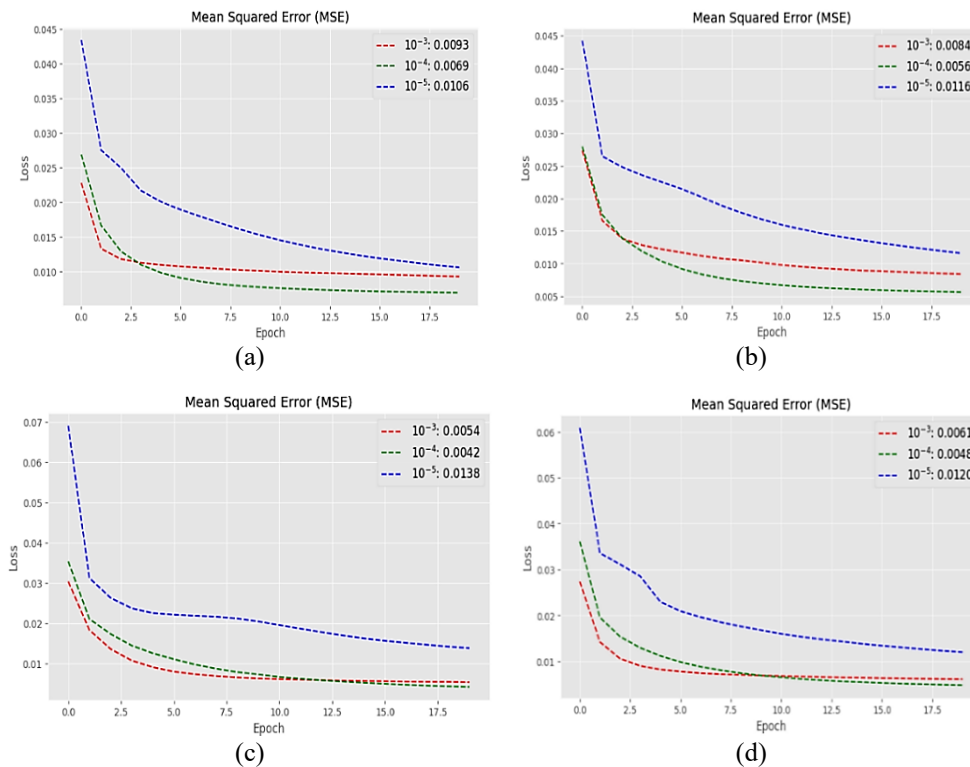 Mean Squared Error (MSE)
0.045
0.040
0.035
0.030
0.025
0.020
0.015
0.010
Loss
10⁻³: 0.0093
10⁻⁴: 0.0069
10⁻⁵: 0.0106
0.0 2.5 5.0 7.5 10.0 12.5 15.0 17.5
Epoch
(a)
Mean Squared Error (MSE)
0.045
0.040
0.035
0.030
0.025
0.020
0.015
0.010
0.005
Loss
10⁻³: 0.0084
10⁻⁴: 0.0056
10⁻⁵: 0.0116
0.0 2.5 5.0 7.5 10.0 12.5 15.0 17.5
Epoch
(b)
Mean Squared Error (MSE)
0.07
0.06
0.05
0.04
0.03
0.02
0.01
Loss
10⁻³: 0.0054
10⁻⁴: 0.0042
10⁻⁵: 0.0138
0.0 2.5 5.0 7.5 10.0 12.5 15.0 17.5
Epoch
(c)
Mean Squared Error (MSE)
0.06
0.05
0.04
0.03
0.02
0.01
Loss
10⁻³: 0.0061
10⁻⁴: 0.0048
10⁻⁵: 0.0120
0.0 2.5 5.0 7.5 10.0 12.5 15.0 17.5
Epoch
(d)